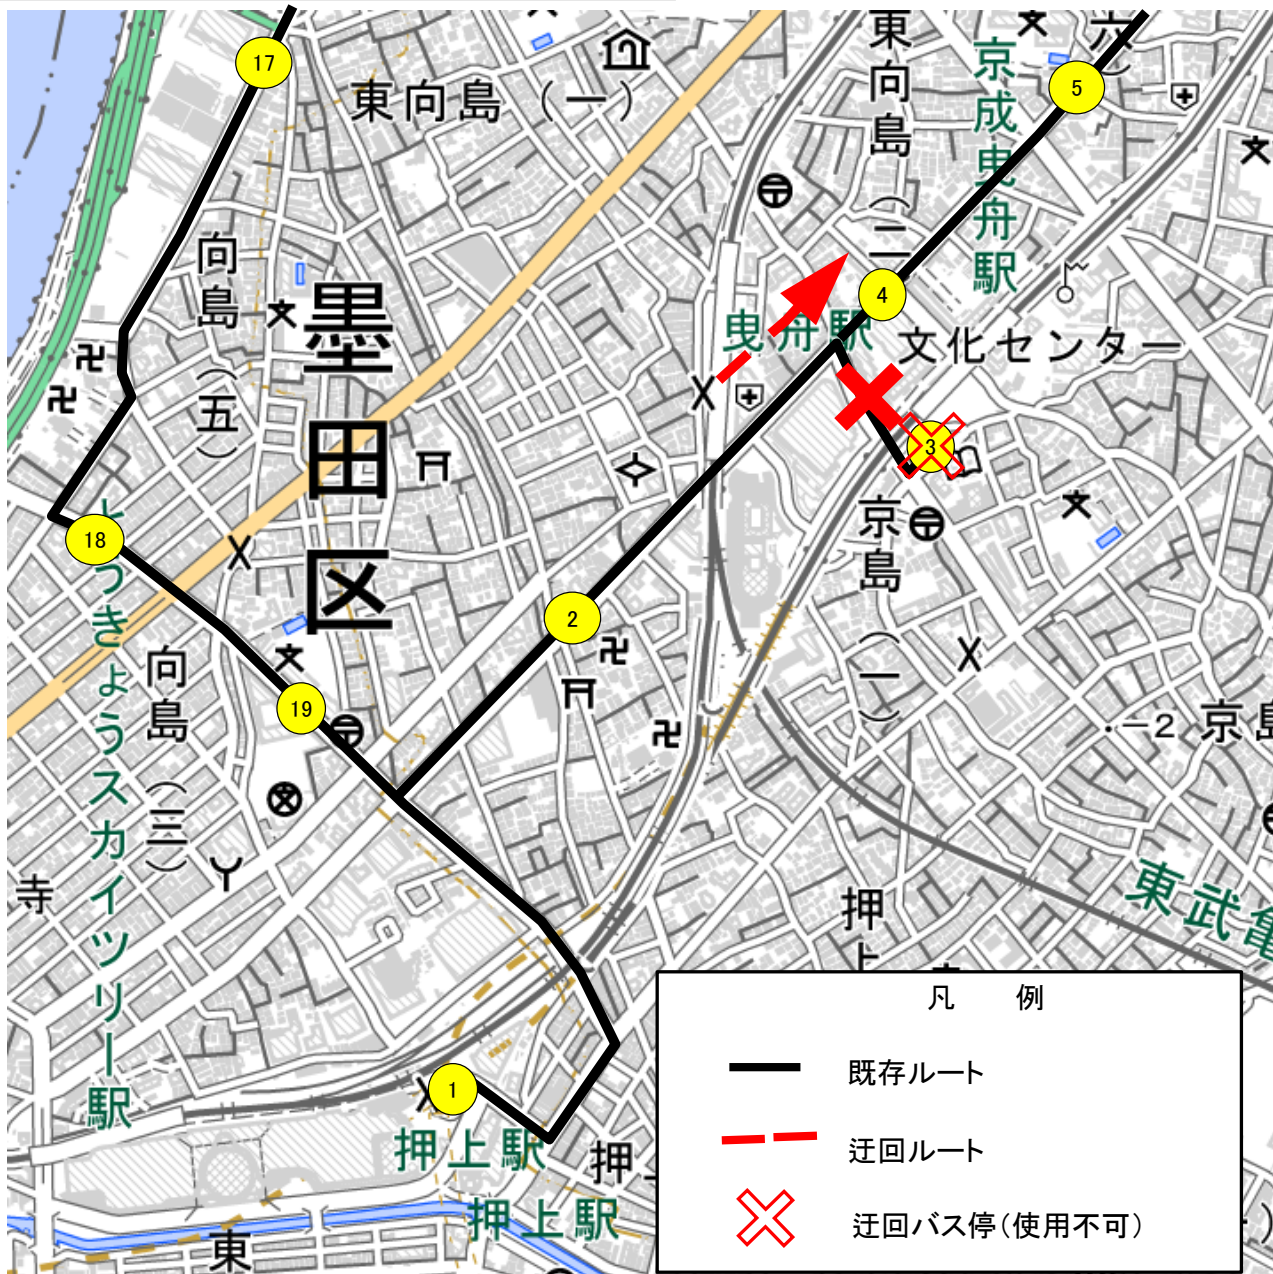 17
5
東向島（一）
東向島（二）
六）
京成曳舟駅
向島（五）
墨田区
4
曳舟駅
文化センター
3
18
とうきょうスカイツリー駅
京島（一）
2
向島（三）
19
・－2
京島
寺
押上
東武亀
1
押上駅
押上駅
押上
東
凡 例
既存ルート
迂回ルート
迂回バス停（使用不可）